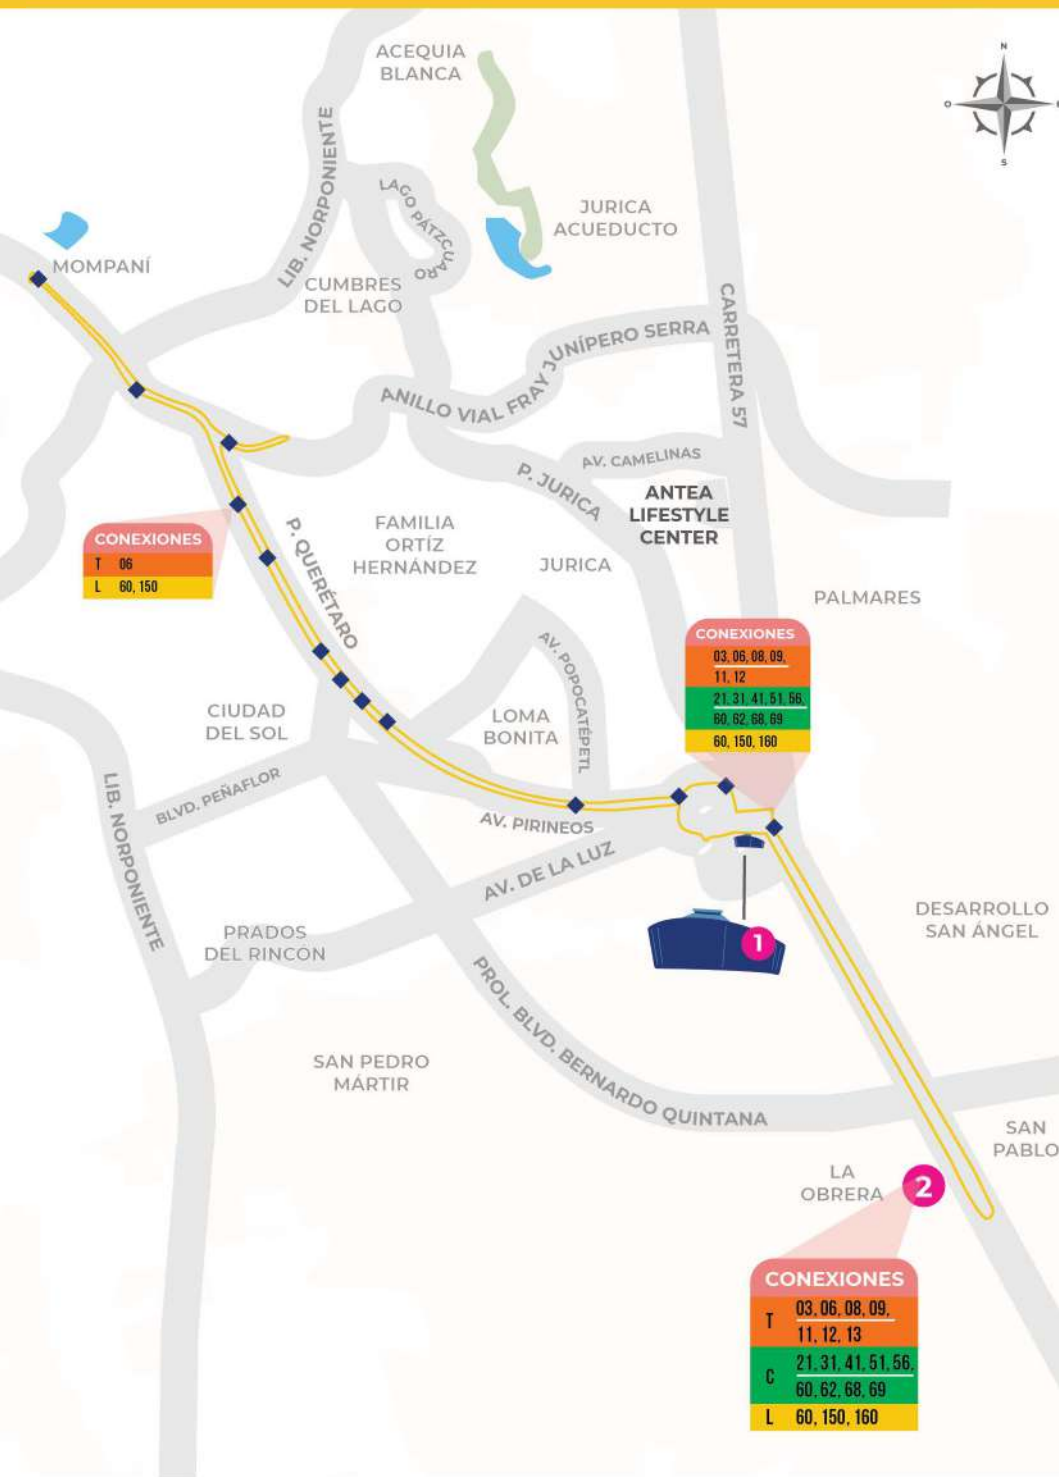 N
O
S
ACEQUIA
BLANCA
LIB. NORPONIENTE
LAGO PÁTZCUARO
JURICA
ACUEDUCTO
MOMPANÍ
CUMBRES
DEL LAGO
CARRETERA 57
ANILLO VIAL FRAY JUNÍPERO SERRA
AV. CAMELINAS
P. JURICA
ANTEA
LIFESTYLE
CENTER
FAMILIA
ORTÍZ
HERNÁNDEZ
JURICA
P. QUERÉTARO
CONEXIONES
T 06
L 60, 150
PALMARES
CONEXIONES
03, 06, 08, 09,
11, 12
21, 31, 41, 51, 56,
60, 62, 68, 69
60, 150, 160
AV. POPOCATÉPETL
CIUDAD
DEL SOL
LOMA
BONITA
BLVD. PEÑAFLOR
LIB. NORPONIENTE
AV. PIRINEOS
AV. DE LA LUZ
1
DESARROLLO
SAN ÁNGEL
PRADOS
DEL RINCÓN
PROL. BLVD. BERNARDO QUINTANA
SAN PEDRO
MÁRTIR
SAN
PABLO
LA
OBRERA
2
CONEXIONES
T 03, 06, 08, 09,
11, 12, 13
C 21, 31, 41, 51, 56,
60, 62, 68, 69
L 60, 150, 160